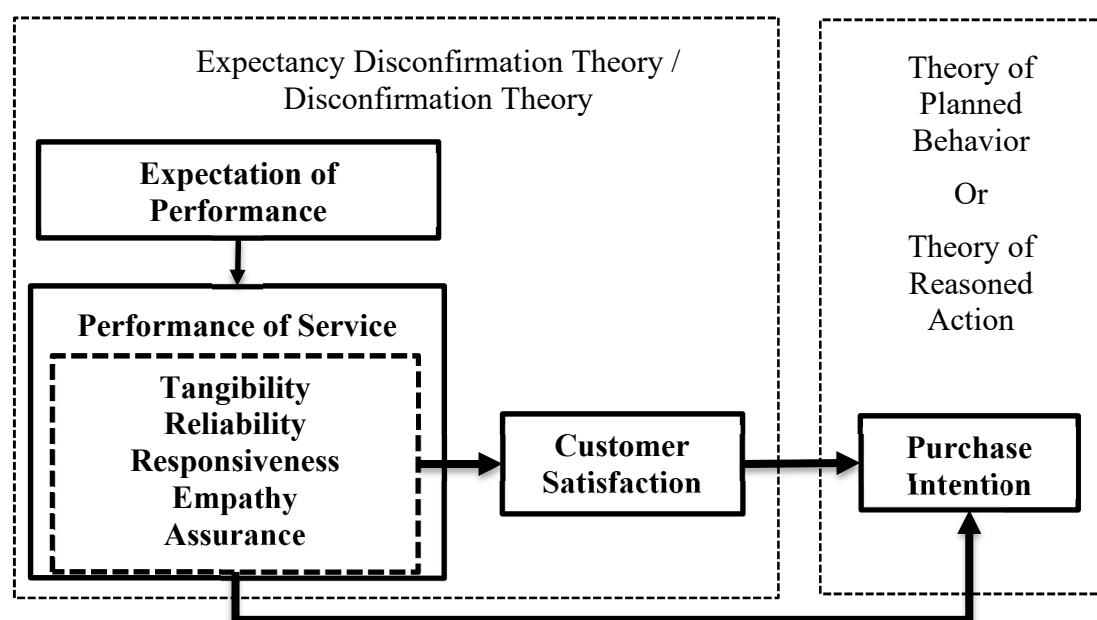 Expectancy Disconfirmation Theory /
Disconfirmation Theory
Expectation of
Performance
Performance of Service
Tangibility
Reliability
Responsiveness
Empathy
Assurance
Customer
Satisfaction
Theory of
Planned
Behavior
Or
Theory of
Reasoned
Action
Purchase
Intention